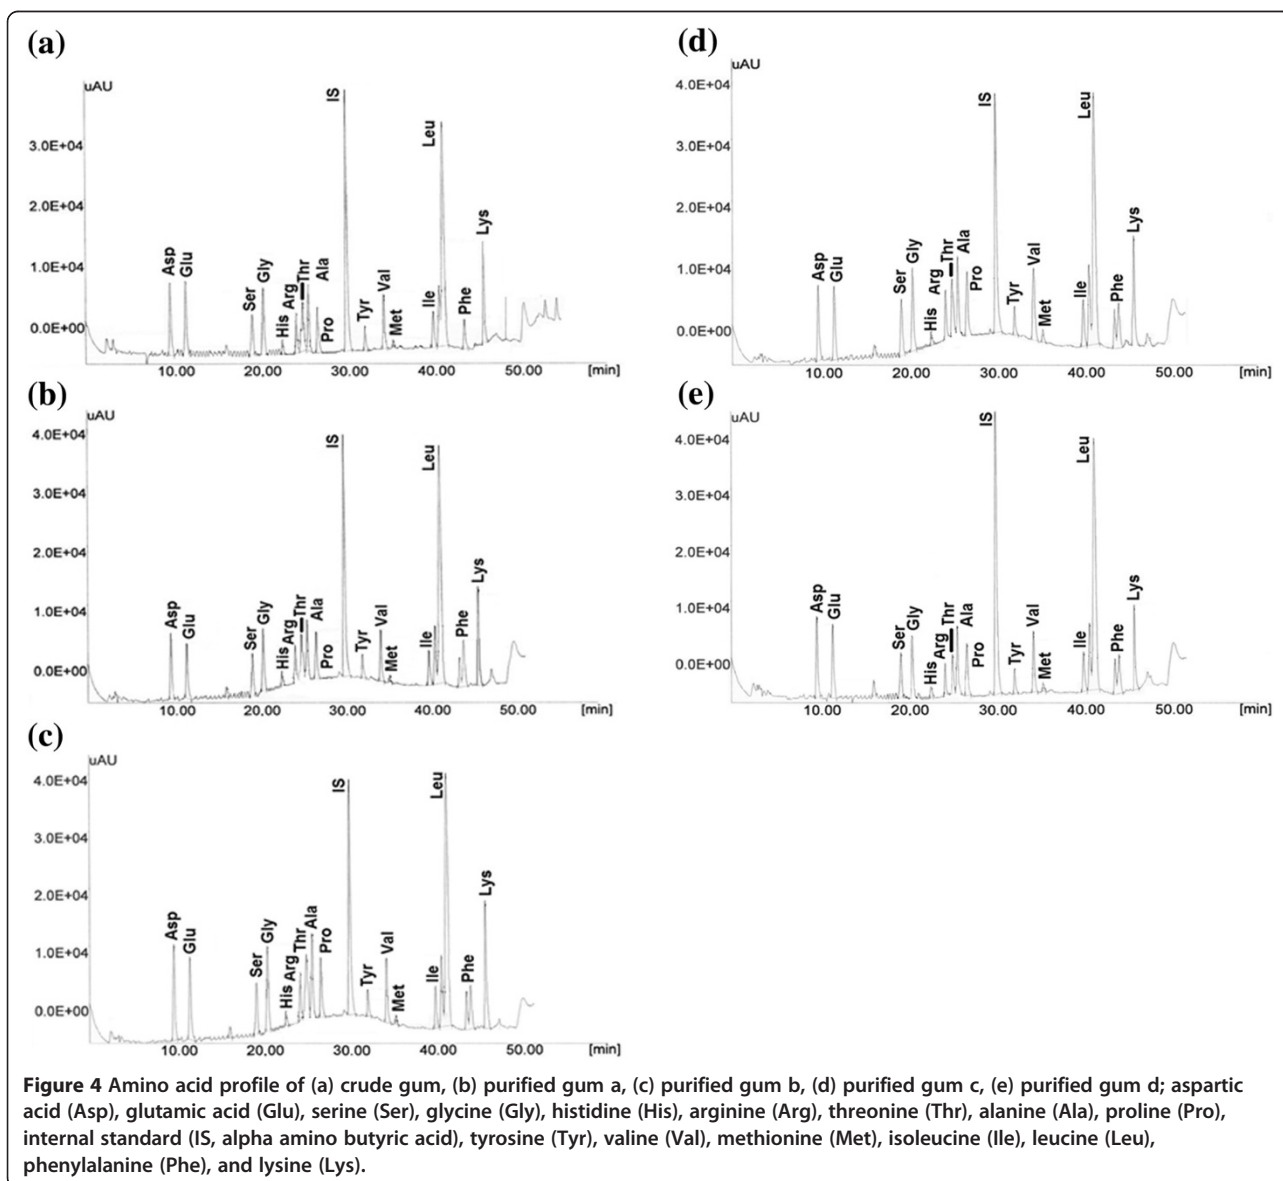 (a)
uAU
3.0E+04
2.0E+04
1.0E+04
0.0E+00
Asp
Glu
Ser
Gly
His
Arg
Thr
Ala
Pro
IS
Tyr
Val
Met
Ile
Leu
Phe
Lys
10.00 20.00 30.00 40.00 50.00 [min]
(b)
uAU
4.0E+04
3.0E+04
2.0E+04
1.0E+04
0.0E+00
Asp
Glu
Ser
Gly
His
Arg
Thr
Ala
Pro
IS
Tyr
Val
Met
Ile
Leu
Phe
Lys
10.00 20.00 30.00 40.00 50.00 [min]
(c)
uAU
4.0E+04
3.0E+04
2.0E+04
1.0E+04
0.0E+00
Asp
Glu
Ser
Gly
His
Arg
Thr
Ala
Pro
IS
Tyr
Val
Met
Ile
Leu
Phe
Lys
10.00 20.00 30.00 40.00 50.00 [min]
(d)
uAU
4.0E+04
3.0E+04
2.0E+04
1.0E+04
0.0E+00
Asp
Glu
Ser
Gly
His
Arg
Thr
Ala
Pro
IS
Tyr
Val
Met
Ile
Leu
Phe
Lys
10.00 20.00 30.00 40.00 50.00 [min]
(e)
uAU
4.0E+04
3.0E+04
2.0E+04
1.0E+04
0.0E+00
Asp
Glu
Ser
Gly
His
Arg
Thr
Ala
Pro
IS
Tyr
Val
Met
Ile
Leu
Phe
Lys
10.00 20.00 30.00 40.00 50.00 [min]
Figure 4 Amino acid profile of (a) crude gum, (b) purified gum a, (c) purified gum b, (d) purified gum c, (e) purified gum d; aspartic
acid (Asp), glutamic acid (Glu), serine (Ser), glycine (Gly), histidine (His), arginine (Arg), threonine (Thr), alanine (Ala), proline (Pro),
internal standard (IS, alpha amino butyric acid), tyrosine (Tyr), valine (Val), methionine (Met), isoleucine (Ile), leucine (Leu),
phenylalanine (Phe), and lysine (Lys).